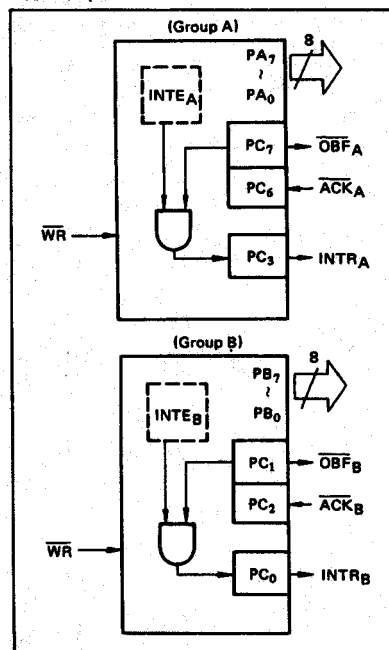 (Group A)
8
PA7
~
PA0
INTEA
PC7
OBFA
PC6
ACKA
WR
PC3
INTRA
(Group B)
8
PB7
~
PB0
INTEB
PC1
OBFB
PC2
ACKB
WR
PC0
INTRB